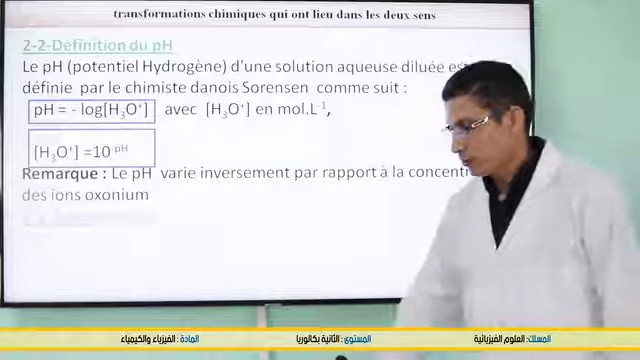 transformations chimiques qui ont lieu dans les deux sens
2-2-Définition du pH
Le pH (potentiel Hydrogène) d'une solution aqueuse diluée
définie par le chimiste danois Sorensen comme suit :
pH = - log[H₃O⁺] avec [H₃O⁺] en mol.L⁻¹,
[H₃O⁺] =10⁻ᵖᴴ
Remarque : Le pH varie inversement par rapport à la
des ions oxonium
المسلك: العلوم الفيزيائية المستوى : الثانية بكالوريا المادة : الفيزياء والكيمياء